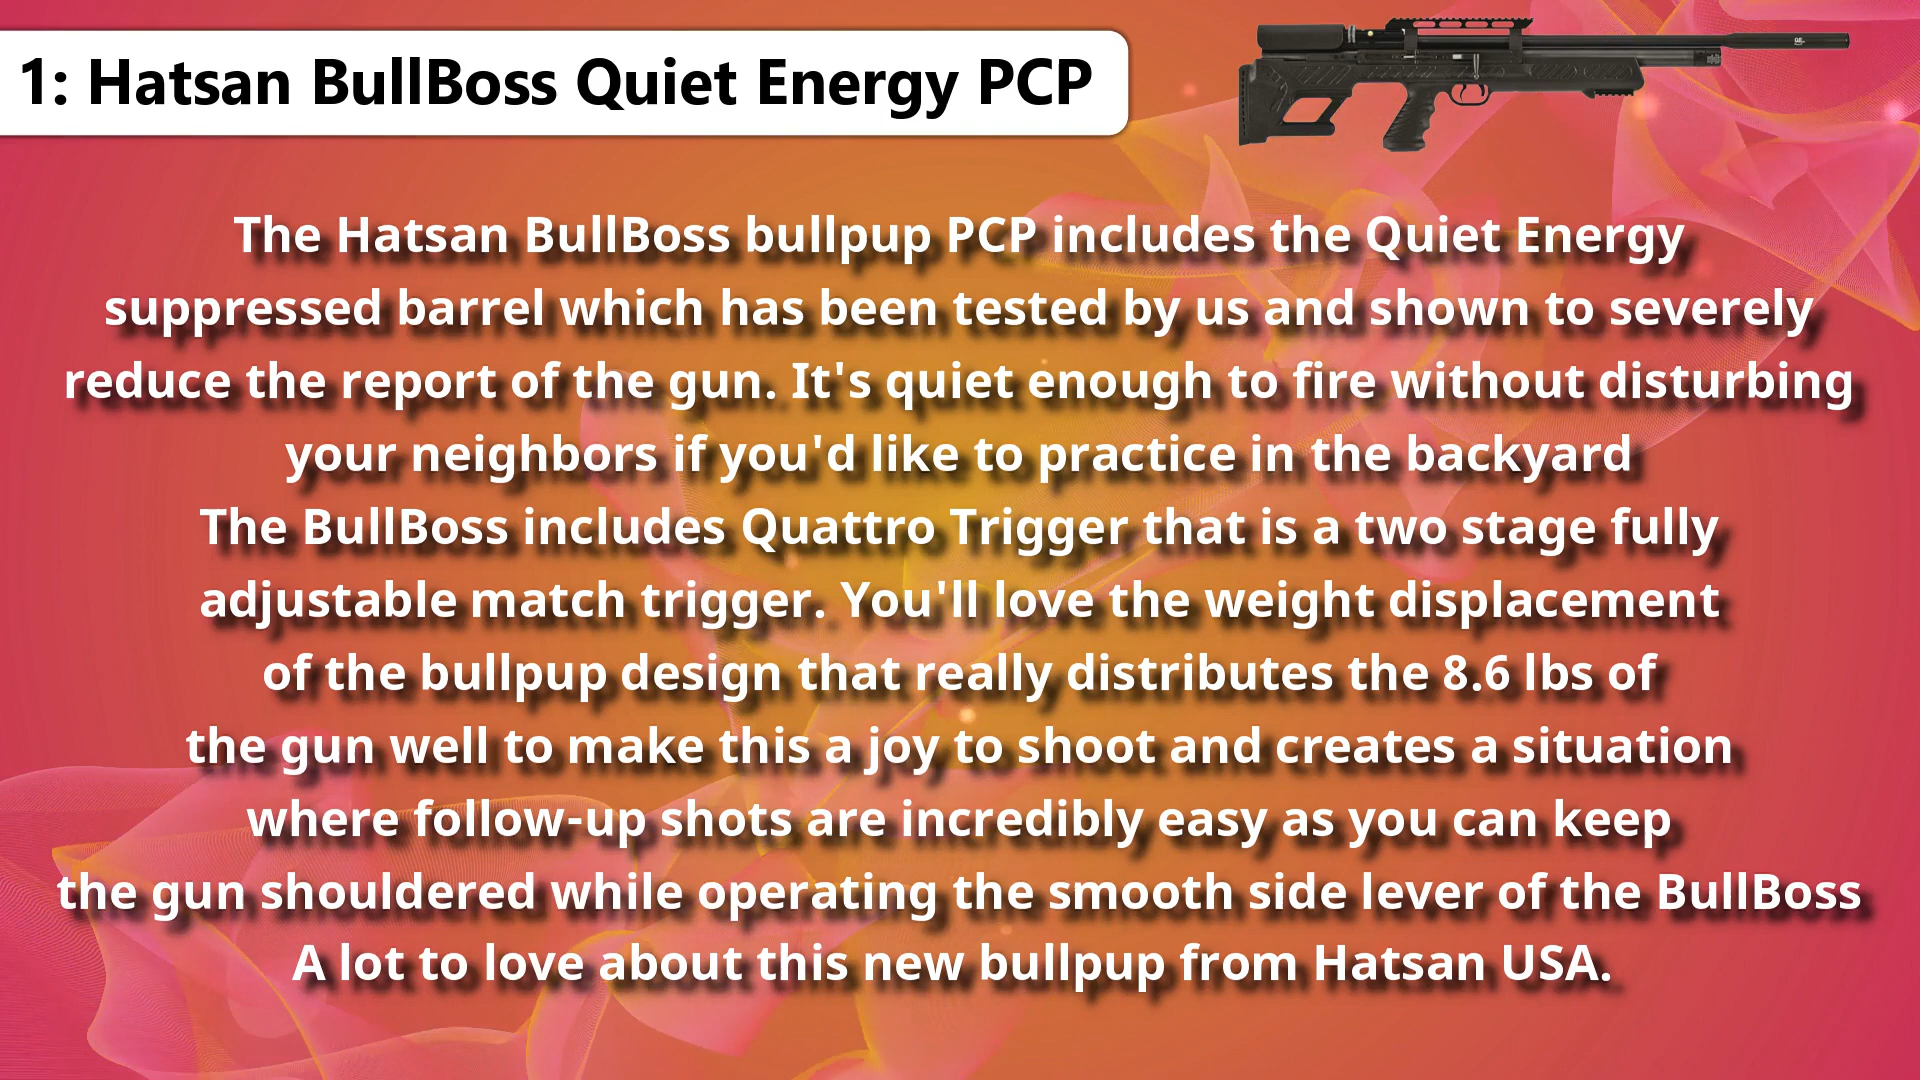 1: Hatsan BullBoss Quiet Energy PCP
The Hatsan BullBoss bullpup PCP includes the Quiet Energy
suppressed barrel which has been tested by us and shown to severely
reduce the report of the gun. It's quiet enough to fire without disturbing
your neighbors if you'd like to practice in the backyard
The BullBoss includes Quattro Trigger that is a two stage fully
adjustable match trigger. You'll love the weight displacement
of the bullpup design that really distributes the 8.6 lbs of
the gun well to make this a joy to shoot and creates a situation
where follow-up shots are incredibly easy as you can keep
the gun shouldered while operating the smooth side lever of the BullBoss
A lot to love about this new bullpup from Hatsan USA.